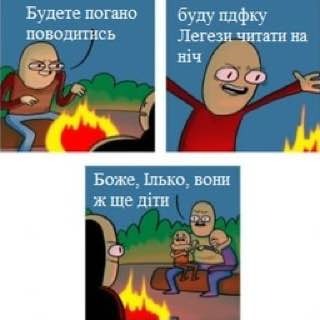 Будете погано
поводитись
буду пдфку
Легези читати на
ніч
Боже, Ілько, вони
ж ще діти